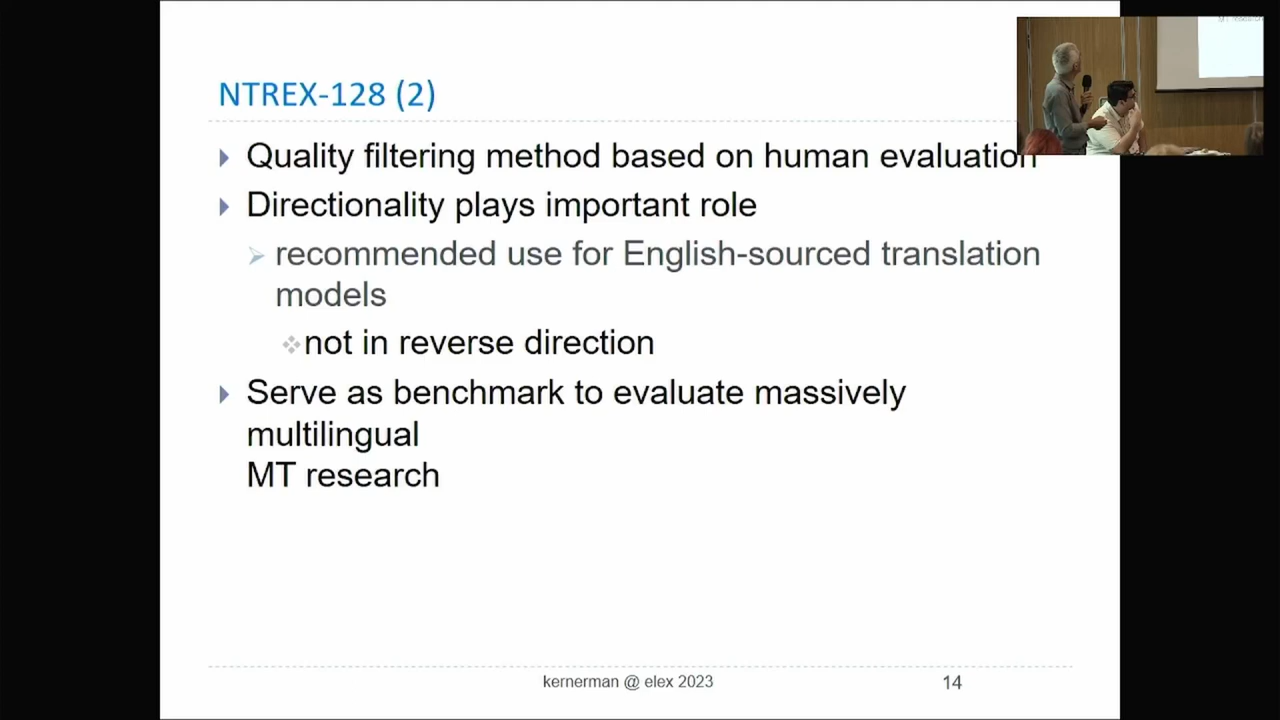 NTREX-128 (2)
Quality filtering method based on human evaluation
Directionality plays important role
recommended use for English-sourced translation
models
not in reverse direction
Serve as benchmark to evaluate massively
multilingual
MT research
kernerman @ elex 2023
14